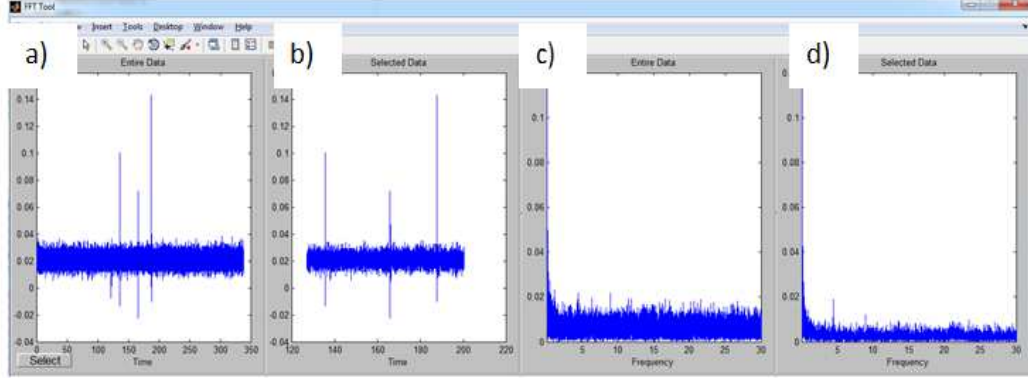 FFT Tool
Insert Tools Desktop Window Help
a)
b)
c)
d)
Entire Data
Selected Data
Entire Data
Selected Data
0.14
0.12
0.1
0.08
0.06
0.04
0.02
0
-0.02
-0.04
0 50 100 150 200 250 300 350
Time
Select
0.14
0.12
0.1
0.08
0.06
0.04
0.02
0
-0.02
-0.04
120 140 160 180 200 220
Time
0.1
0.08
0.06
0.04
0.02
0
5 10 15 20 25 30
Frequency
0.1
0.08
0.06
0.04
0.02
0
5 10 15 20 25 30
Frequency